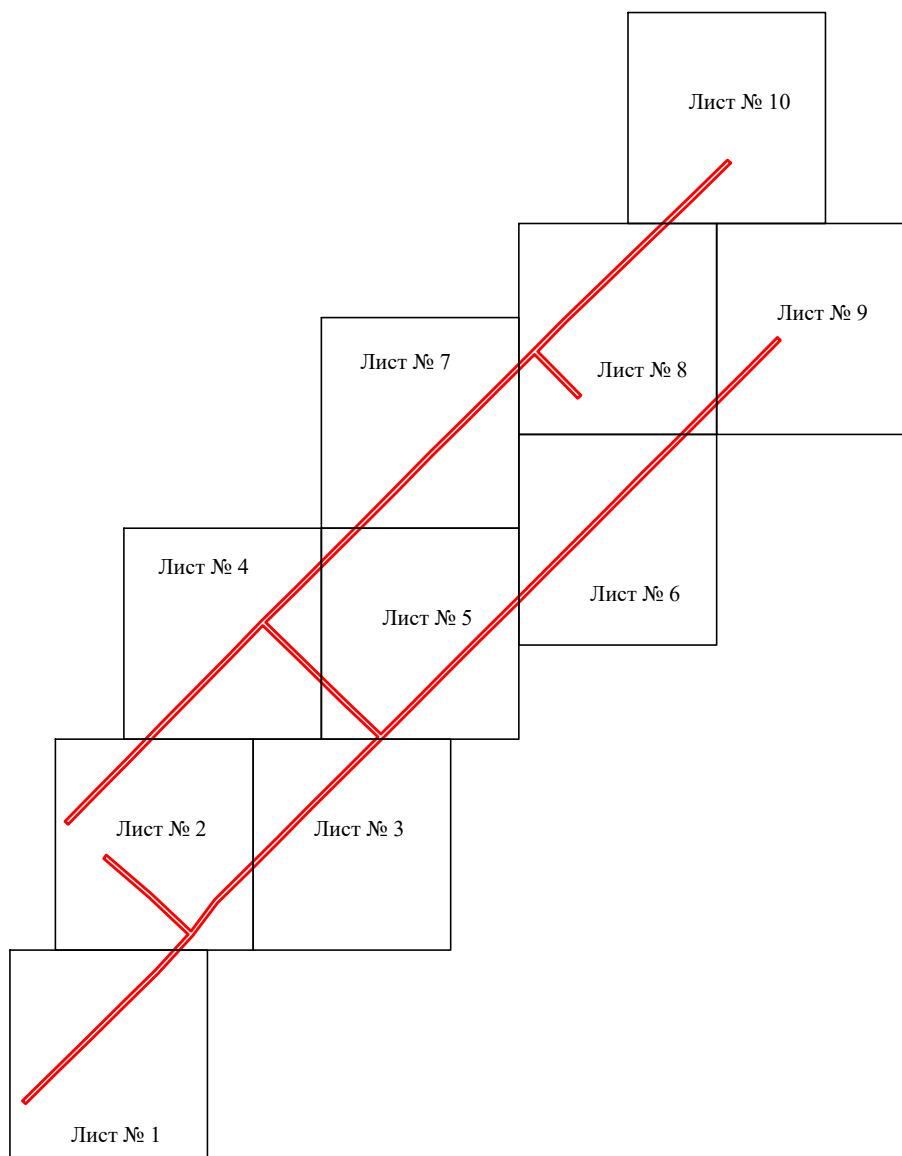 Лист № 10
Лист № 9
Лист № 7
Лист № 8
Лист № 4
Лист № 6
Лист № 5
Лист № 2
Лист № 3
Лист № 1